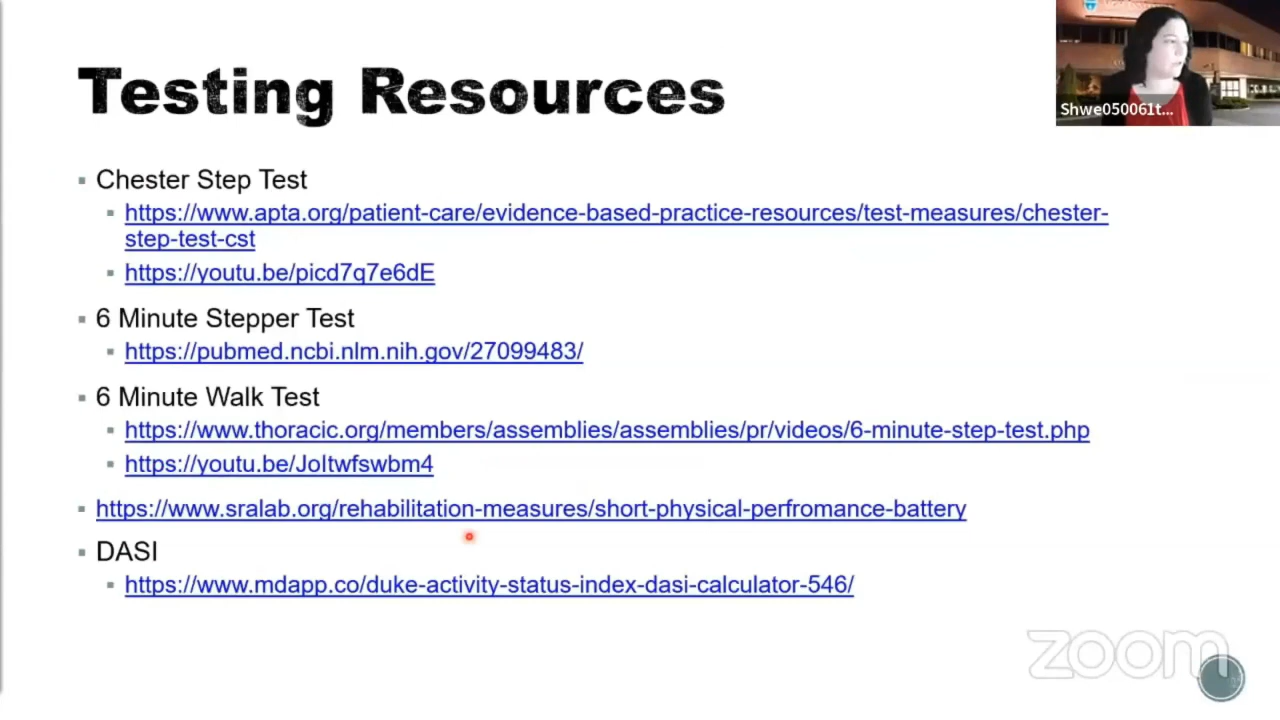 Testing Resources
Shwe050061t...
Chester Step Test
https://www.apta.org/patient-care/evidence-based-practice-resources/test-measures/chester-
step-test-cst
https://youtu.be/picd7q7e6dE
6 Minute Stepper Test
https://pubmed.ncbi.nlm.nih.gov/27099483/
6 Minute Walk Test
https://www.thoracic.org/members/assemblies/assemblies/pr/videos/6-minute-step-test.php
https://youtu.be/JoItwfswbm4
https://www.sralab.org/rehabilitation-measures/short-physical-perfromance-battery
DASI
https://www.mdapp.co/duke-activity-status-index-dasi-calculator-546/
zoom